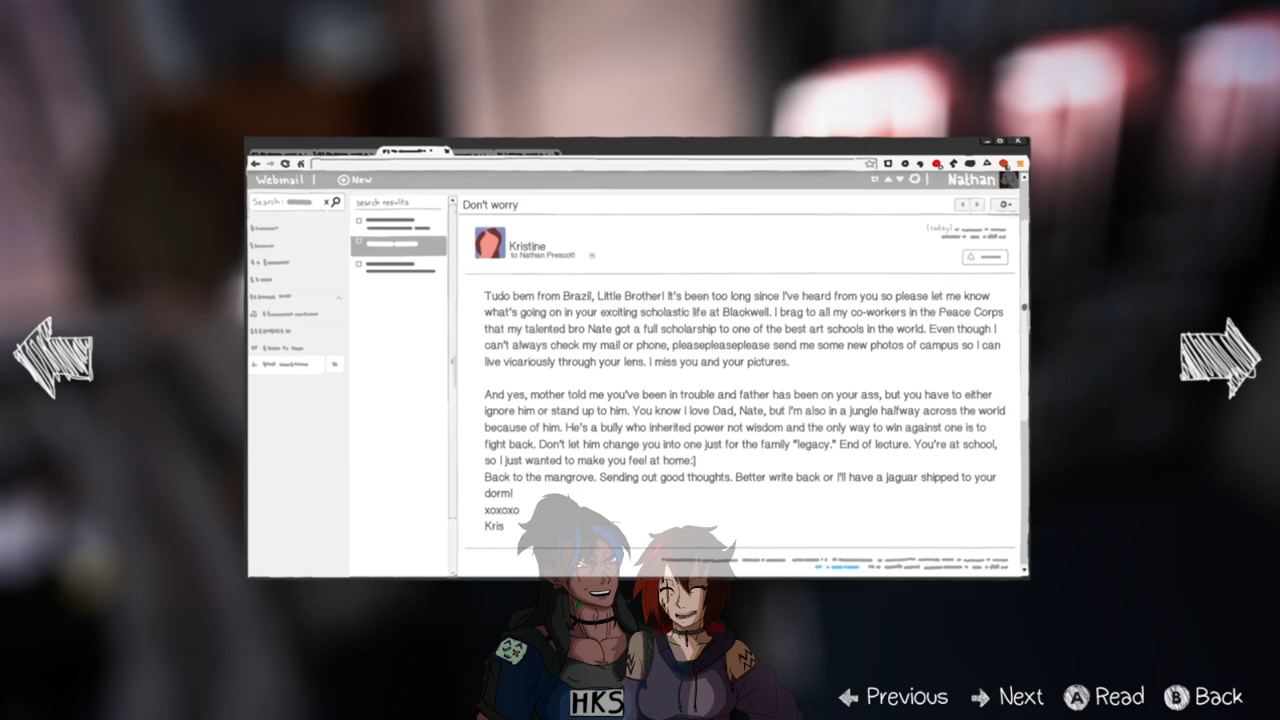 Webmail | New Nathan
Search: x
search results
Don't worry
Kristine
to Nathan Prescott
(today)
Tudo bem from Brazil, Little Brother! It's been too long since I've heard from you so please let me know
what's going on in your exciting scholastic life at Blackwell. I brag to all my co-workers in the Peace Corps
that my talented bro Nate got a full scholarship to one of the best art schools in the world. Even though I
can't always check my mail or phone, pleasepleaseplease send me some new photos of campus so I can
live vicariously through your lens. I miss you and your pictures.
And yes, mother told me you've been in trouble and father has been on your ass, but you have to either
ignore him or stand up to him. You know I love Dad, Nate, but I'm also in a jungle halfway across the world
because of him. He's a bully who inherited power not wisdom and the only way to win against one is to
fight back. Don't let him change you into one just for the family "legacy." End of lecture. You're at school,
so I just wanted to make you feel at home:]
Back to the mangrove. Sending out good thoughts. Better write back or I'll have a jaguar shipped to your
dorm!
xoxoxo
Kris
HKS
Previous Next A Read B Back